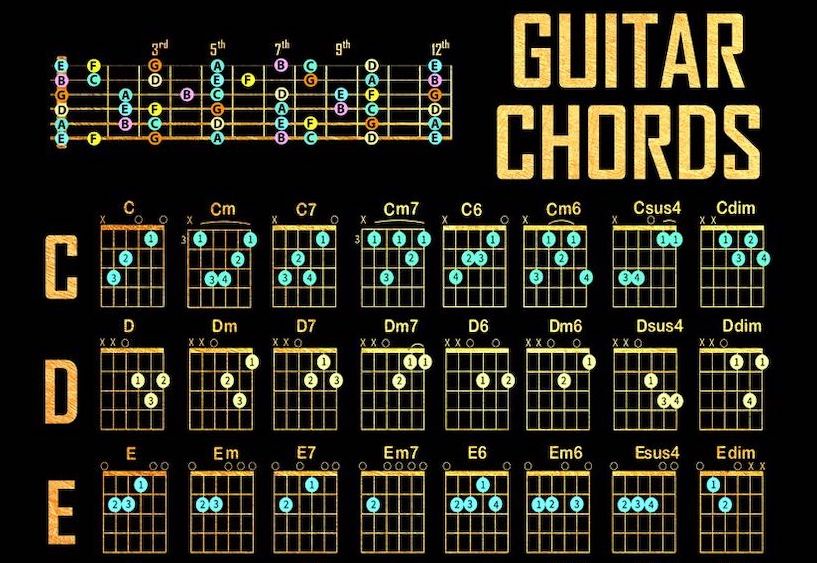 GUITAR
CHORDS
3rd 5th 7th 9th 12th
E F G A B C D E
B C D E F G A B
G A B C D E F G
D E F G A B C D
A B C D E F G A
E F G A B C D E
C
C Cm C7 Cm7 C6 Cm6 Csus4 Cdim
D
D Dm D7 Dm7 D6 Dm6 Dsus4 Ddim
E
E Em E7 Em7 E6 Em6 Esus4 Edim